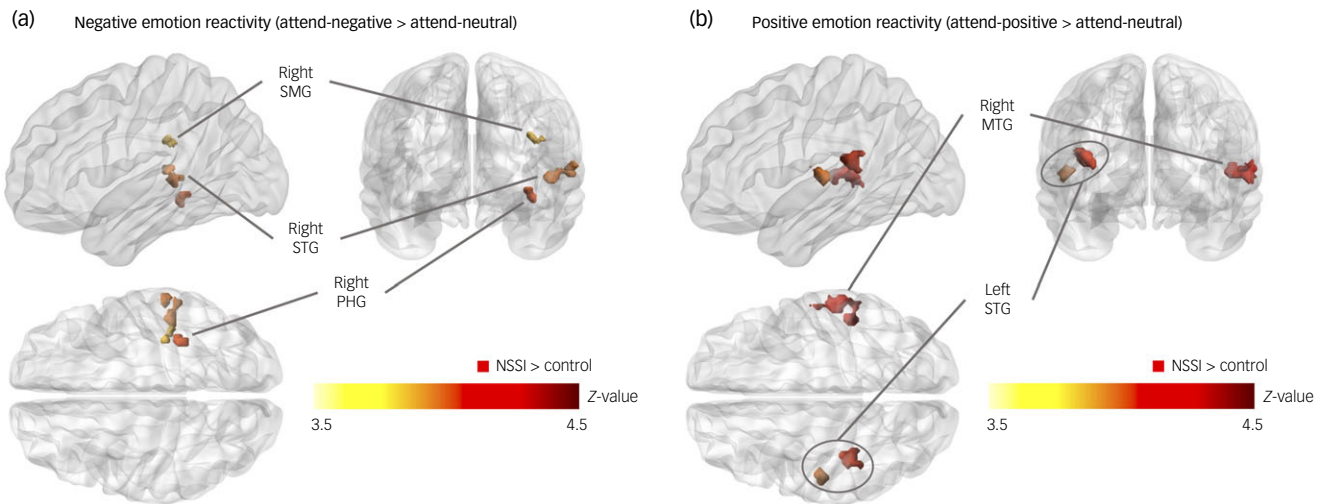 (a)
Negative emotion reactivity (attend-negative > attend-neutral)
Right
SMG
Right
STG
Right
PHG
NSSI > control
Z-value
3.5
4.5
(b)
Positive emotion reactivity (attend-positive > attend-neutral)
Right
MTG
Left
STG
NSSI > control
Z-value
3.5
4.5